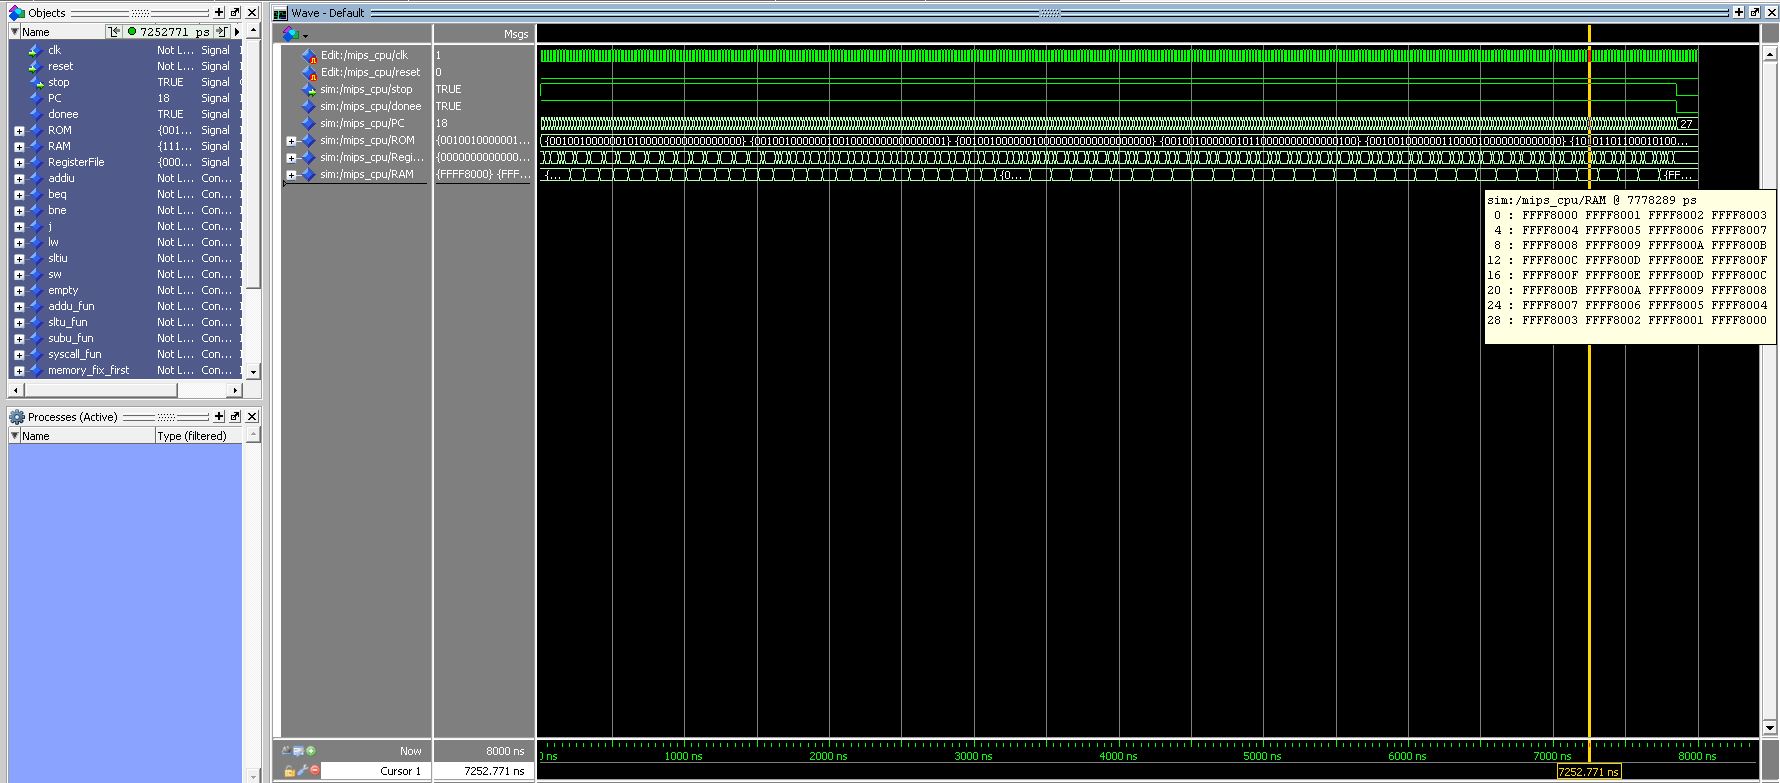 Objects
Name 7252771 ps
clk Not L... Signal
reset Not L... Signal
stop TRUE Signal
PC 18 Signal
donee TRUE Signal
ROM {001... Signal
RAM {111... Signal
RegisterFile {000... Signal
addiu Not L... Con...
beq Not L... Con...
bne Not L... Con...
j Not L... Con...
lw Not L... Con...
sltiu Not L... Con...
sw Not L... Con...
empty Not L... Con...
addu_fun Not L... Con...
sltu_fun Not L... Con...
subu_fun Not L... Con...
syscall_fun Not L... Con...
memory_fix_first Not L... Con...
Processes (Active)
Name Type (filtered)
Wave - Default
Msgs
Edit:/mips_cpu/clk 1
Edit:/mips_cpu/reset 0
sim:/mips_cpu/stop TRUE
sim:/mips_cpu/donee TRUE
sim:/mips_cpu/PC 18
27
sim:/mips_cpu/ROM {0010010000001...
sim:/mips_cpu/Regi... {0000000000000...
sim:/mips_cpu/RAM {FFFF8000} {FFF...
{... {0... {FF...
sim:/mips_cpu/RAM @ 7778289 ps
0 : FFFF8000 FFFF8001 FFFF8002 FFFF8003
4 : FFFF8004 FFFF8005 FFFF8006 FFFF8007
8 : FFFF8008 FFFF8009 FFFF800A FFFF800B
12 : FFFF800C FFFF800D FFFF800E FFFF800F
16 : FFFF800F FFFF800E FFFF800D FFFF800C
20 : FFFF800B FFFF800A FFFF8009 FFFF8008
24 : FFFF8007 FFFF8006 FFFF8005 FFFF8004
28 : FFFF8003 FFFF8002 FFFF8001 FFFF8000
Now 8000 ns
ns 1000 ns 2000 ns 3000 ns 4000 ns 5000 ns 6000 ns 7000 ns 8000 ns
Cursor 1 7252.771 ns
7252.771 ns